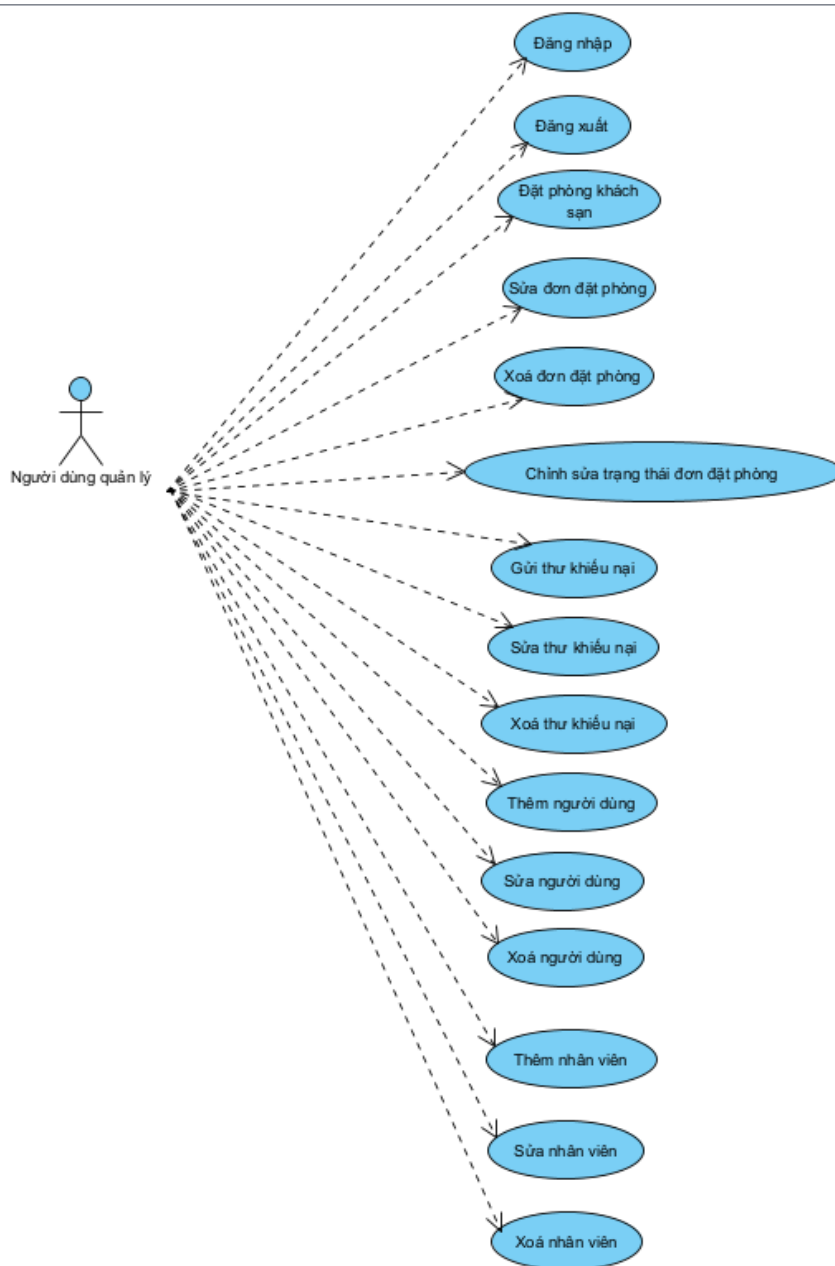 Đăng nhập
Đăng xuất
Đặt phòng khách
sạn
Sửa đơn đặt phòng
Xoá đơn đặt phòng
Người dùng quản lý
Chỉnh sửa trạng thái đơn đặt phòng
Gửi thư khiếu nại
Sửa thư khiếu nại
Xoá thư khiếu nại
Thêm người dùng
Sửa người dùng
Xoá người dùng
Thêm nhân viên
Sửa nhân viên
Xoá nhân viên